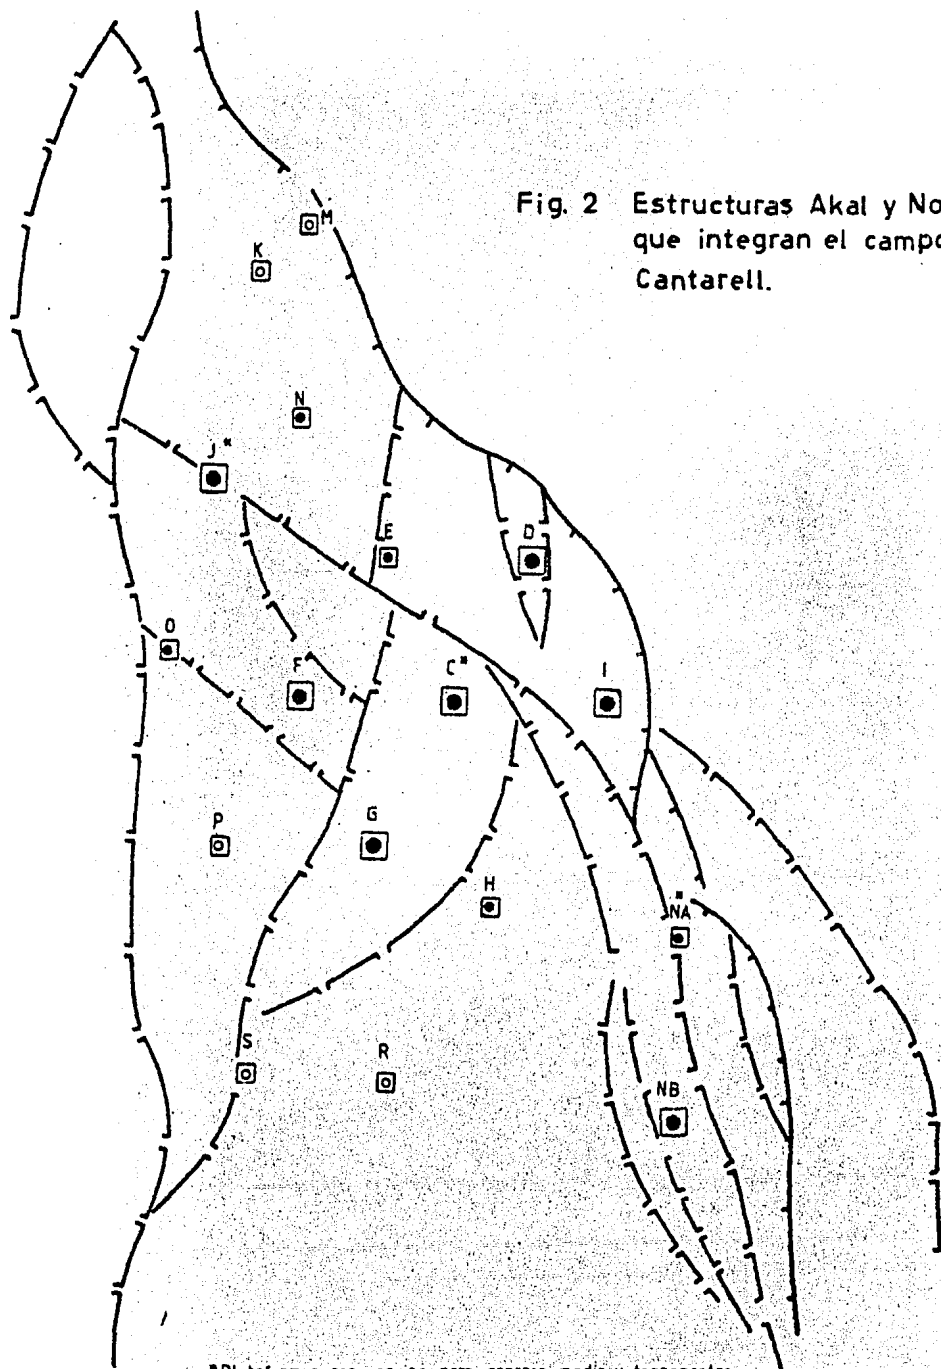 Fig. 2 Estructuras Akal y No
que integran el campo
Cantarell.
M
K
N
J*
E
D
O
F
C*
I
P
G
H
*
NA
S
R
NB